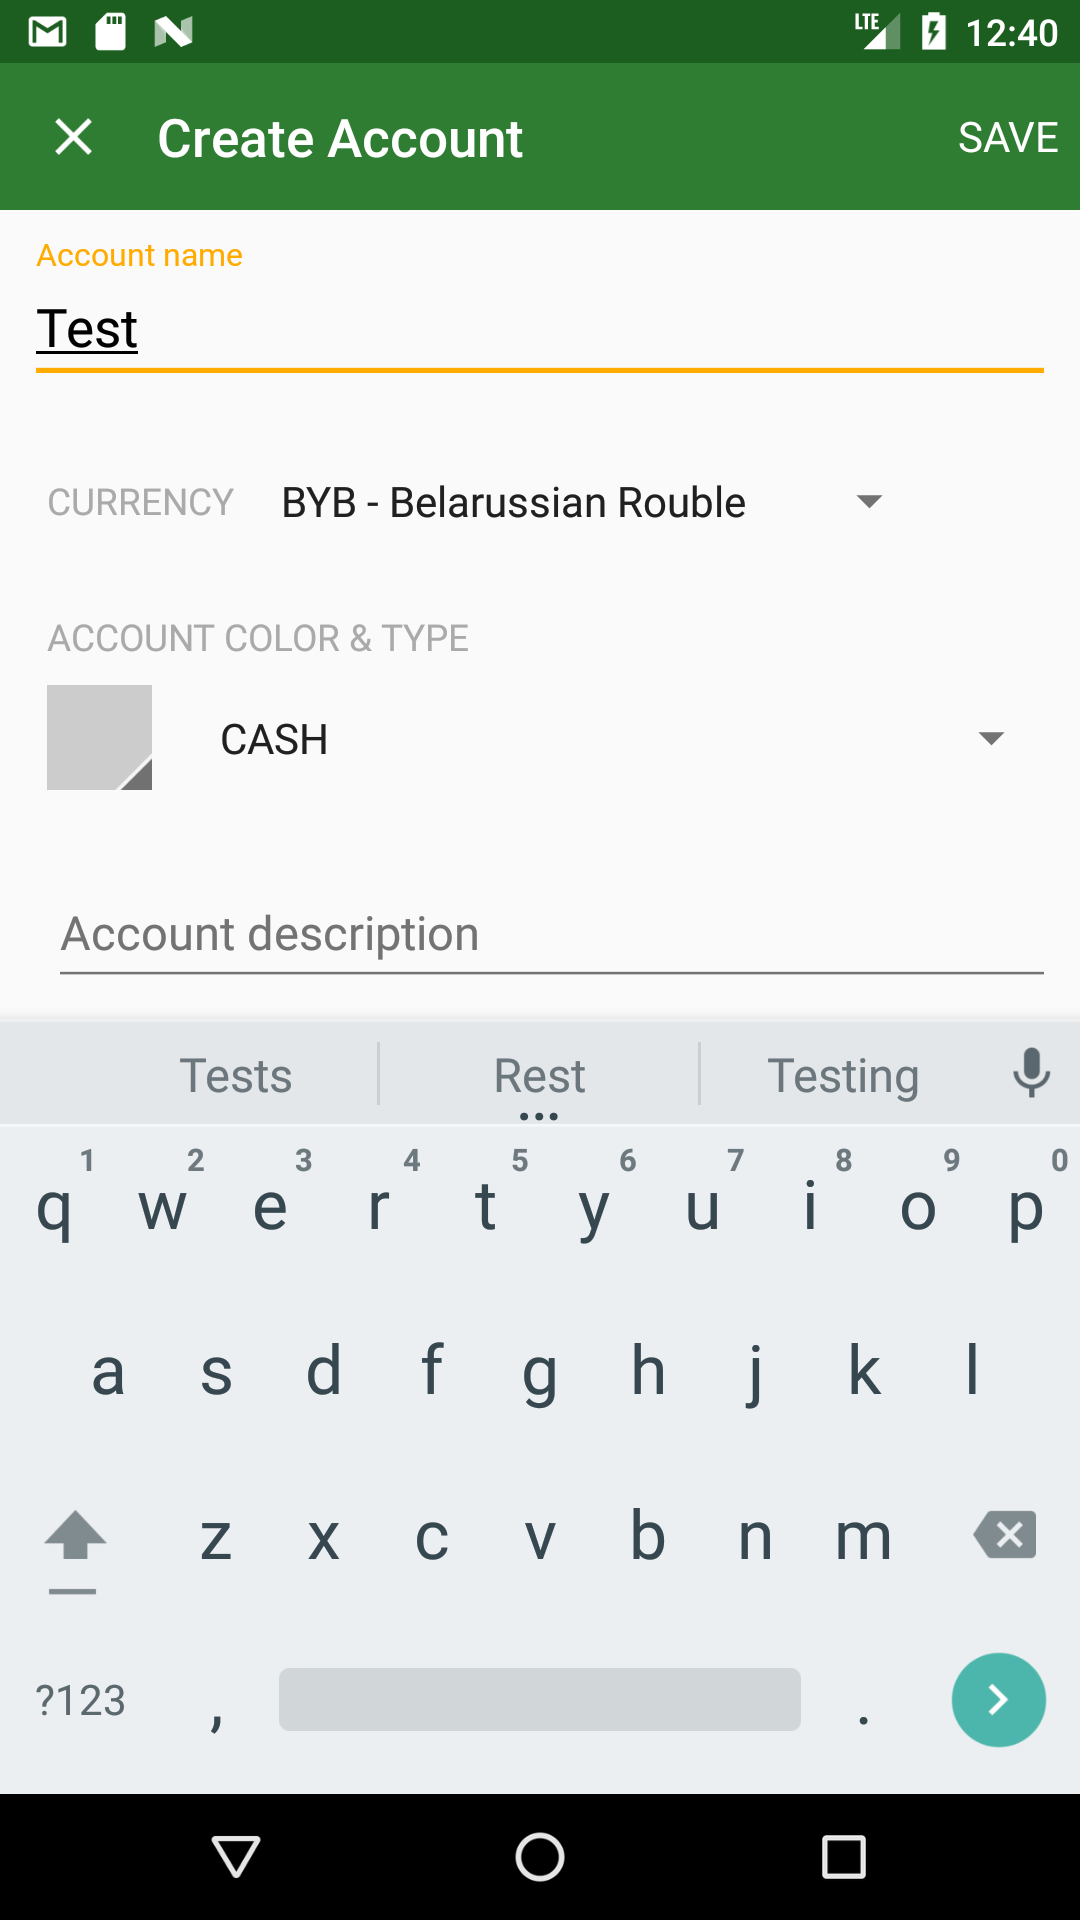 LTE 12:40
Create Account SAVE
Account name
Test
CURRENCY BYB - Belarussian Rouble
ACCOUNT COLOR & TYPE
CASH
Account description
Tests Rest Testing
1 2 3 4 5 6 7 8 9 0
q w e r t y u i o p
a s d f g h j k l
z x c v b n m
?123 , .